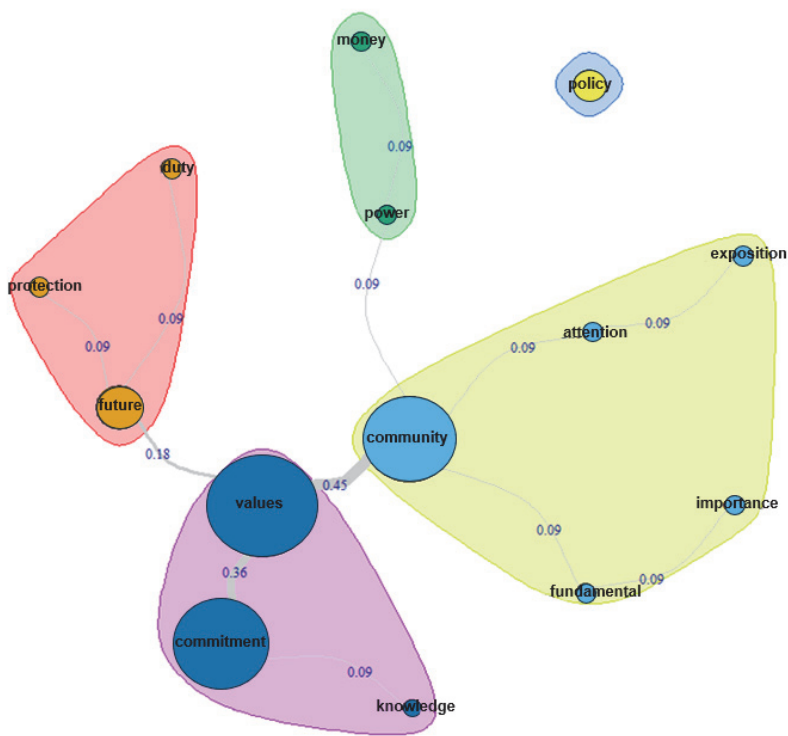 money
policy
0.09
duty
power
exposition
protection
0.09
0.09
0.09
attention
0.09
0.09
0.09
future
community
0.18
0.45
values
importance
0.09
0.36
0.09
fundamental
commitment
0.09
knowledge